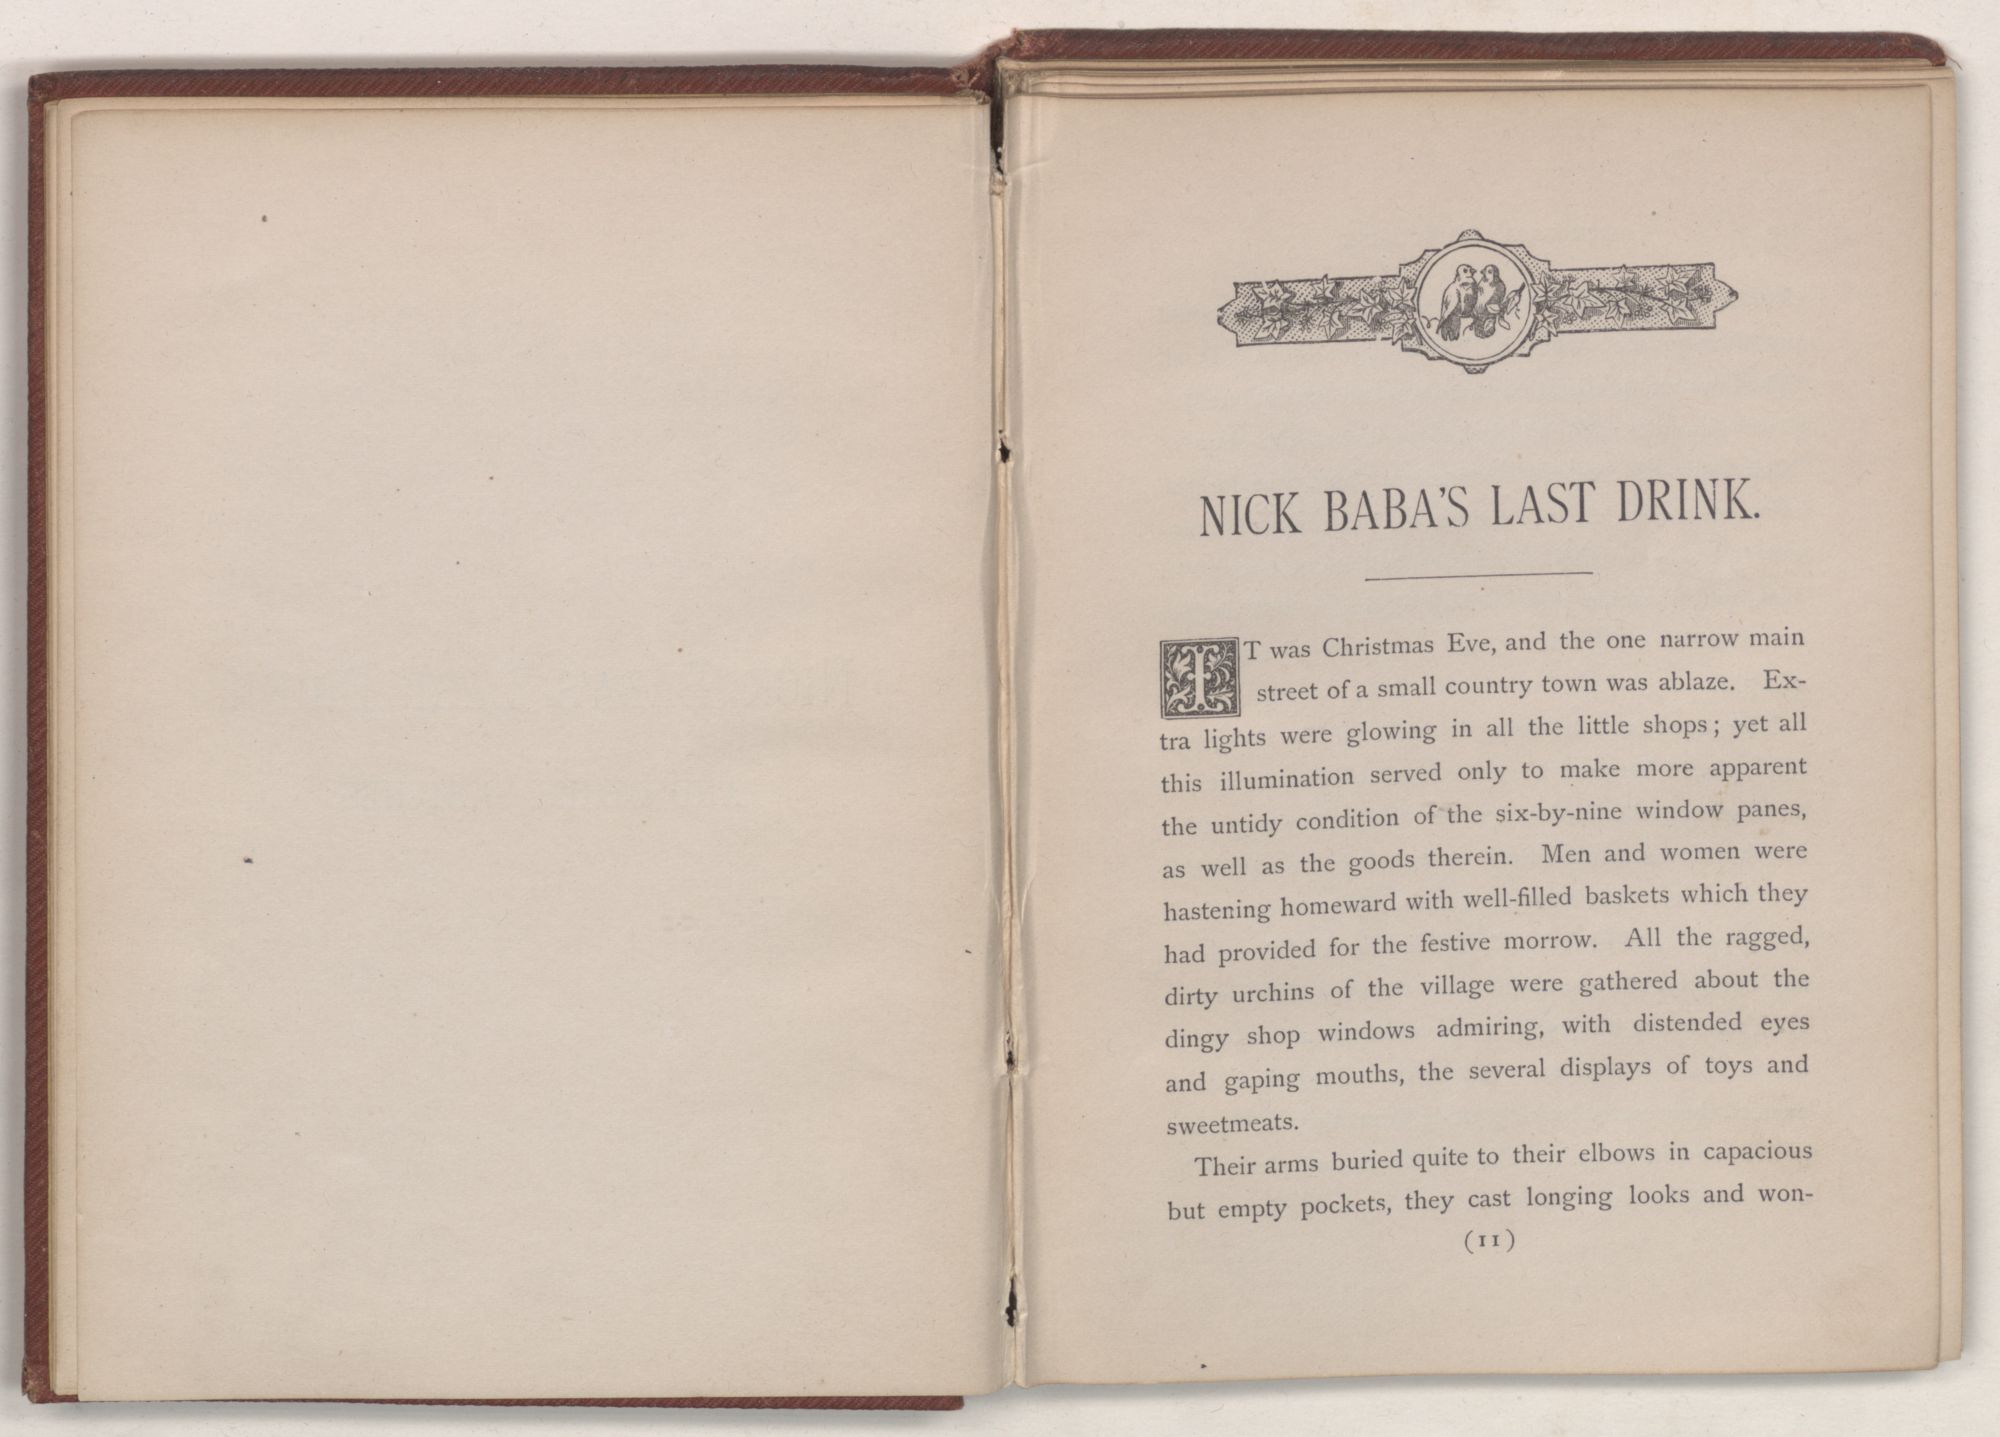 NICK BABA'S LAST DRINK.
IT was Christmas Eve, and the one narrow main
street of a small country town was ablaze. Ex-
tra lights were glowing in all the little shops; yet all
this illumination served only to make more apparent
the untidy condition of the six-by-nine window panes,
as well as the goods therein. Men and women were
hastening homeward with well-filled baskets which they
had provided for the festive morrow. All the ragged,
dirty urchins of the village were gathered about the
dingy shop windows admiring, with distended eyes
and gaping mouths, the several displays of toys and
sweetmeats.
Their arms buried quite to their elbows in capacious
but empty pockets, they cast longing looks and won-
(11)